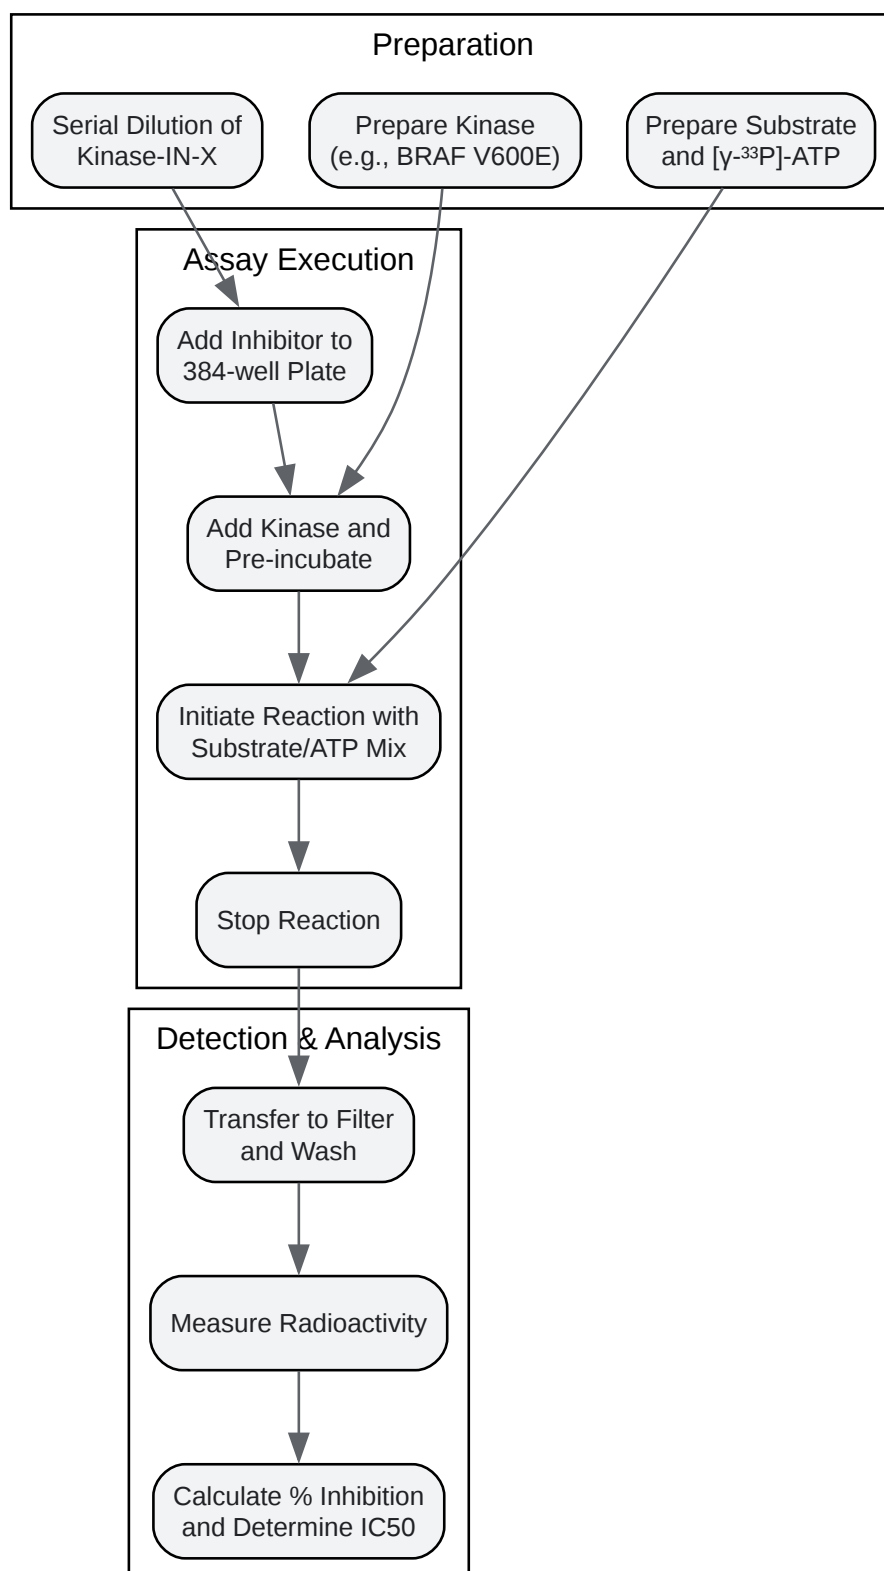 Preparation
Serial Dilution of
Kinase-IN-X
Prepare Kinase
(e.g., BRAF V600E)
Prepare Substrate
and [γ-³³P]-ATP
Assay Execution
Add Inhibitor to
384-well Plate
Add Kinase and
Pre-incubate
Initiate Reaction with
Substrate/ATP Mix
Stop Reaction
Detection & Analysis
Transfer to Filter
and Wash
Measure Radioactivity
Calculate % Inhibition
and Determine IC50